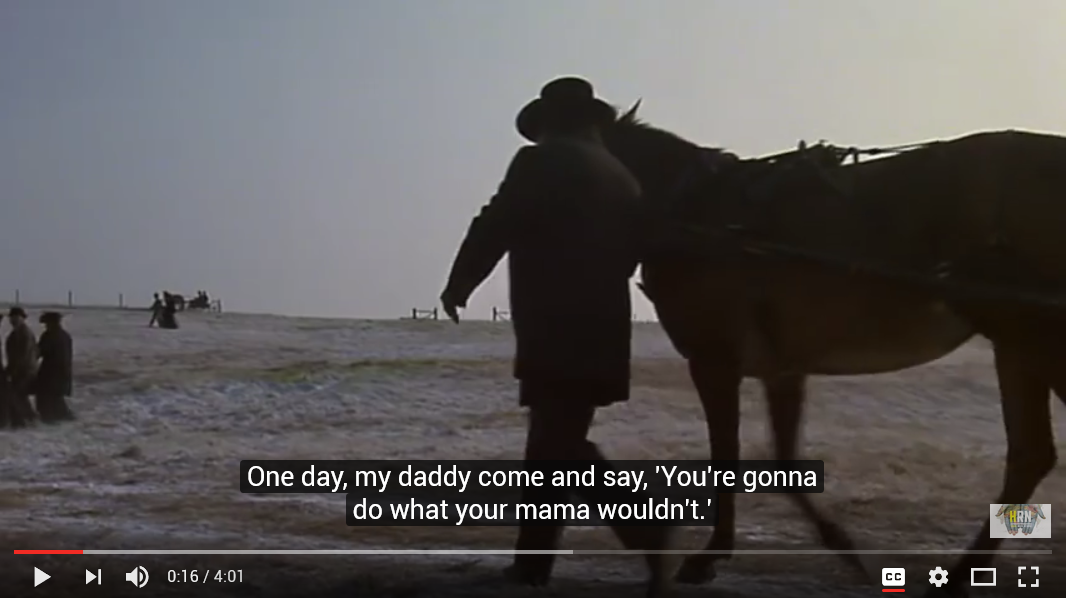 One day, my daddy come and say, 'You're gonna
do what your mama wouldn't.'
HRN
0:16 / 4:01
CC